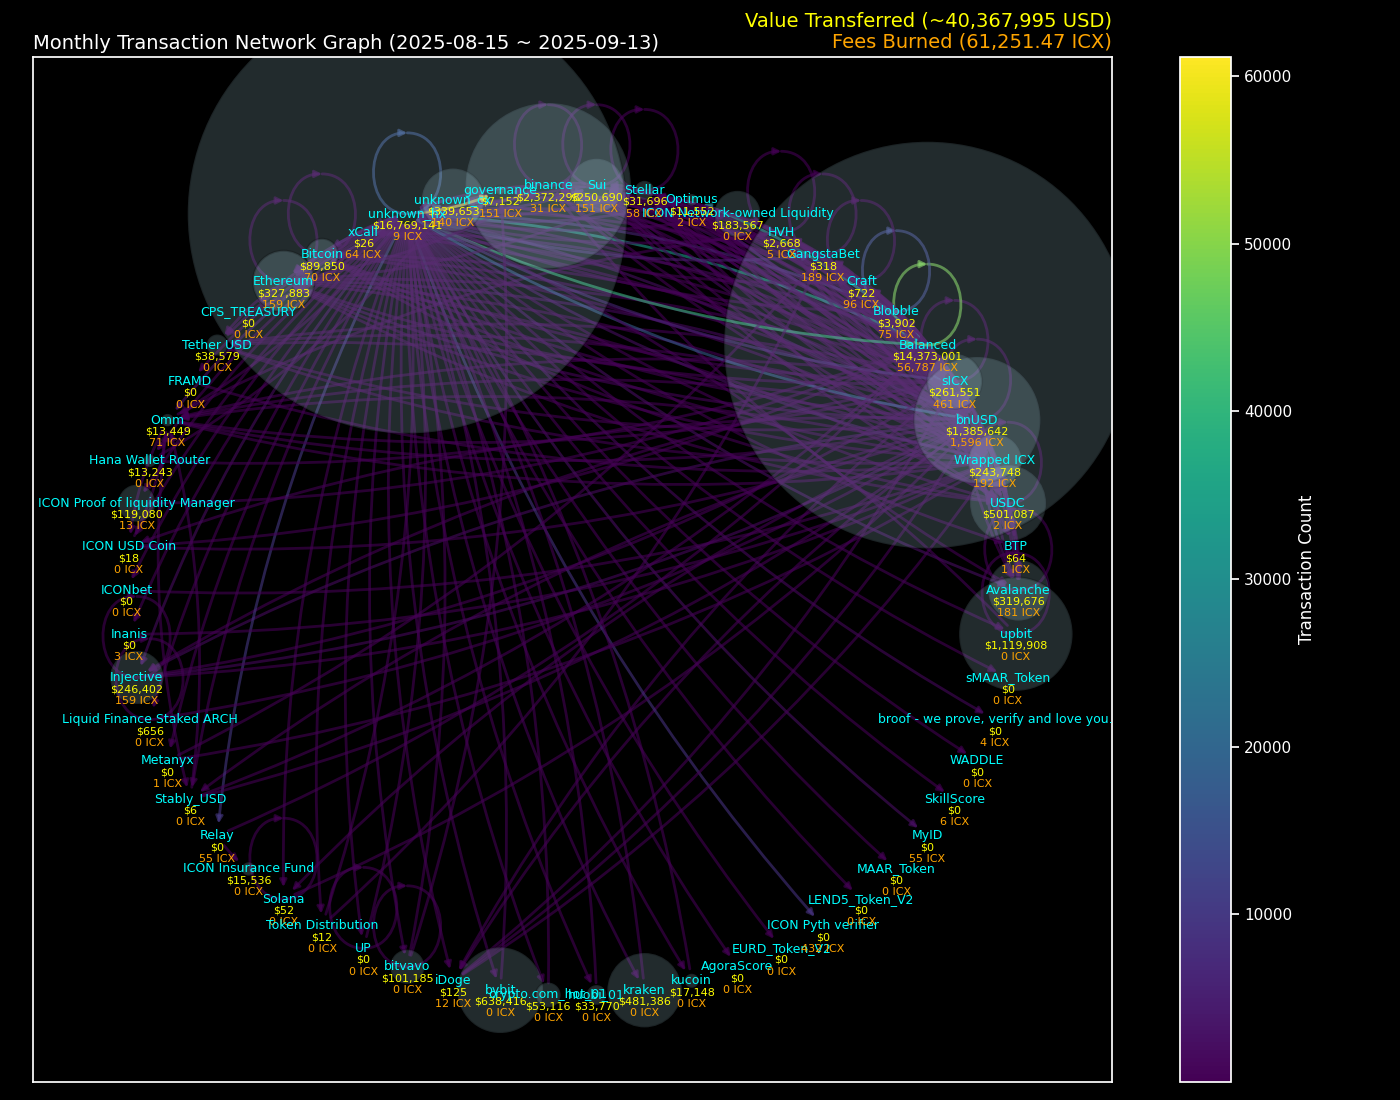 Value Transferred (~40,367,995 USD)
Monthly Transaction Network Graph (2025-08-15 ~ 2025-09-13)
Fees Burned (61,251.47 ICX)
binance
$2,372,298
31 ICX
Sui
$250,690
151 ICX
Stellar
$31,696
58 ICX
Optimus
$11,552
2 ICX
governance
$7,152
151 ICX
$339,653
140 ICX
$16,769,141
9 ICX
$183,567
0 ICX
xCall
$26
64 ICX
HVH
$2,668
5 ICX
Bitcoin
$89,850
70 ICX
GangstaBet
$318
189 ICX
Ethereum
$327,883
159 ICX
Craft
$722
96 ICX
CPS_TREASURY
$0
0 ICX
Blobble
$3,902
75 ICX
Tether USD
$38,579
0 ICX
Balanced
$14,373,001
56,787 ICX
FRAMD
$0
0 ICX
sICX
$261,551
461 ICX
Omm
$13,449
71 ICX
bnUSD
$1,385,642
1,596 ICX
Hana Wallet Router
$13,243
0 ICX
Wrapped ICX
$243,748
192 ICX
ICON Proof of liquidity Manager
$119,080
13 ICX
USDC
$501,087
2 ICX
ICON USD Coin
$18
0 ICX
BTP
$64
1 ICX
ICONbet
$0
0 ICX
Avalanche
$319,676
181 ICX
Inanis
$0
3 ICX
upbit
$1,119,908
0 ICX
Injective
$246,402
159 ICX
sMAAR_Token
$0
0 ICX
Liquid Finance Staked ARCH
$656
0 ICX
broof - we prove, verify and love you.
$0
4 ICX
Metanyx
$0
1 ICX
WADDLE
$0
0 ICX
Stably_USD
$6
0 ICX
SkillScore
$0
6 ICX
Relay
$0
55 ICX
MyID
$0
55 ICX
ICON Insurance Fund
$15,536
0 ICX
MAAR_Token
$0
0 ICX
Solana
$52
0 ICX
LEND5_Token_V2
$0
0 ICX
Token Distribution
$12
0 ICX
ICON Pyth verifier
$0
UP
$0
0 ICX
EURD_Token_V2
$0
0 ICX
bitvavo
$101,185
0 ICX
AgoraScore
$0
0 ICX
iDoge
$125
12 ICX
kucoin
$17,148
0 ICX
bybit
$638,416
0 ICX
$53,116
0 ICX
$33,770
0 ICX
kraken
$481,386
0 ICX
60000
50000
40000
30000
20000
10000
Transaction Count